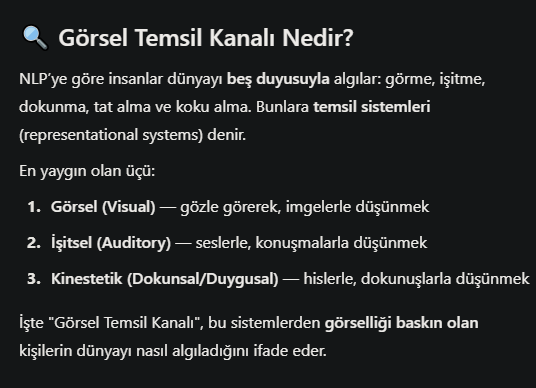 🔍 Görsel Temsil Kanalı Nedir?
NLP'ye göre insanlar dünyayı beş duyusuyla algılar: görme, işitme,
dokunma, tat alma ve koku alma. Bunlara temsil sistemleri
(representational systems) denir.
En yaygın olan üçü:
1. Görsel (Visual) — gözle görerek, imgelerle düşünmek
2. İşitsel (Auditory) — seslerle, konuşmalarla düşünmek
3. Kinestetik (Dokunsal/Duygusal) — hislerle, dokunuşlarla düşünmek
İşte "Görsel Temsil Kanalı", bu sistemlerden görselliği baskın olan
kişilerin dünyayı nasıl algıladığını ifade eder.